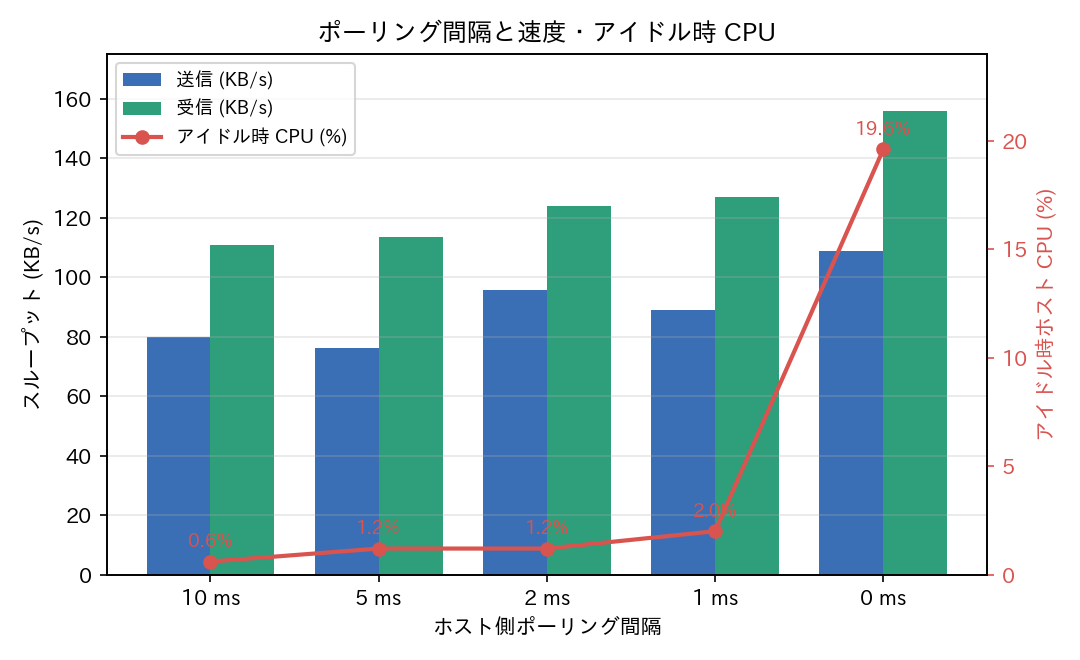 ポーリング間隔と速度・アイドル時 CPU
送信 (KB/s)
受信 (KB/s)
アイドル時 CPU (%)
スループット (KB/s)
160
140
120
100
80
60
40
20
0
20
15
10
5
0
アイドル時ホスト CPU (%)
0.6%
1.2%
1.2%
2.0%
19.6%
10 ms
5 ms
2 ms
1 ms
0 ms
ホスト側ポーリング間隔